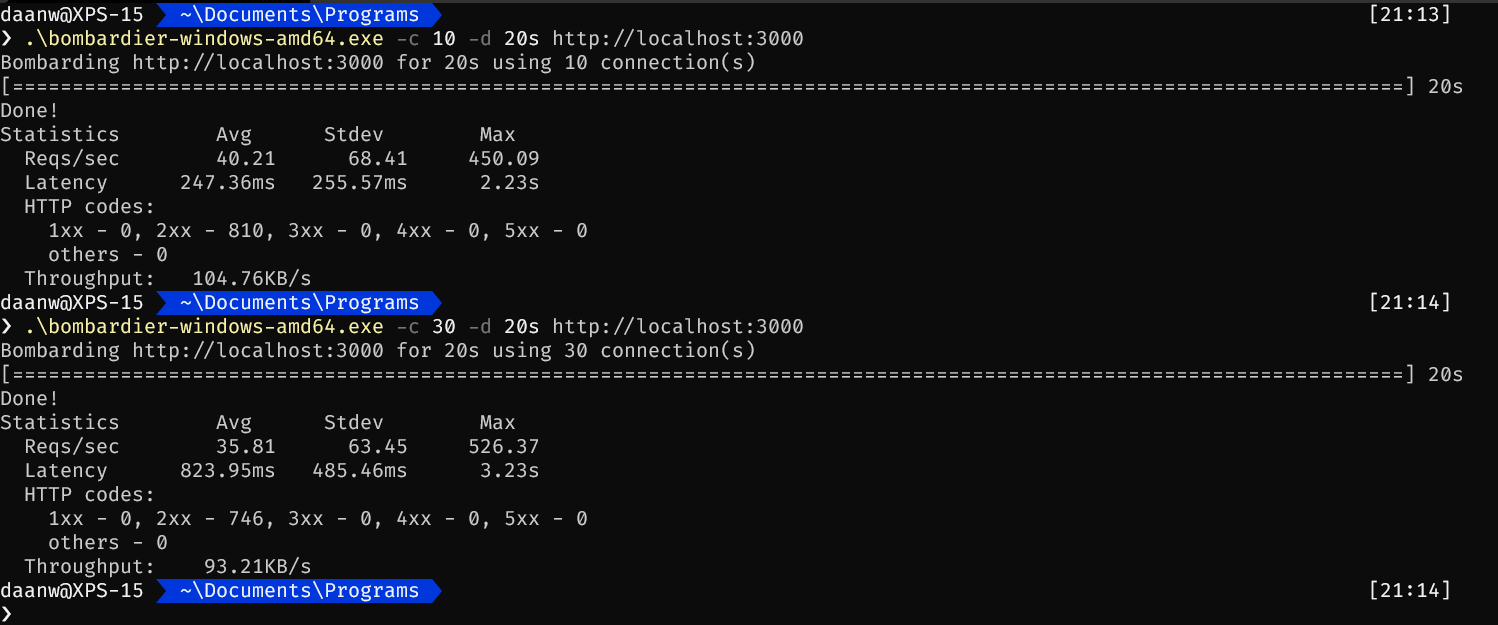 daanw@XPS-15 ~\Documents\Programs [21:13]
❯ .\bombardier-windows-amd64.exe -c 10 -d 20s http://localhost:3000
Bombarding http://localhost:3000 for 20s using 10 connection(s)
[====================================================================================================================] 20s
Done!
Statistics        Avg      Stdev        Max
  Reqs/sec        40.21      68.41     450.09
  Latency      247.36ms   255.57ms      2.23s
  HTTP codes:
    1xx - 0, 2xx - 810, 3xx - 0, 4xx - 0, 5xx - 0
    others - 0
  Throughput:   104.76KB/s
daanw@XPS-15 ~\Documents\Programs [21:14]
❯ .\bombardier-windows-amd64.exe -c 30 -d 20s http://localhost:3000
Bombarding http://localhost:3000 for 20s using 30 connection(s)
[====================================================================================================================] 20s
Done!
Statistics        Avg      Stdev        Max
  Reqs/sec        35.81      63.45     526.37
  Latency      823.95ms   485.46ms      3.23s
  HTTP codes:
    1xx - 0, 2xx - 746, 3xx - 0, 4xx - 0, 5xx - 0
    others - 0
  Throughput:    93.21KB/s
daanw@XPS-15 ~\Documents\Programs [21:14]
❯